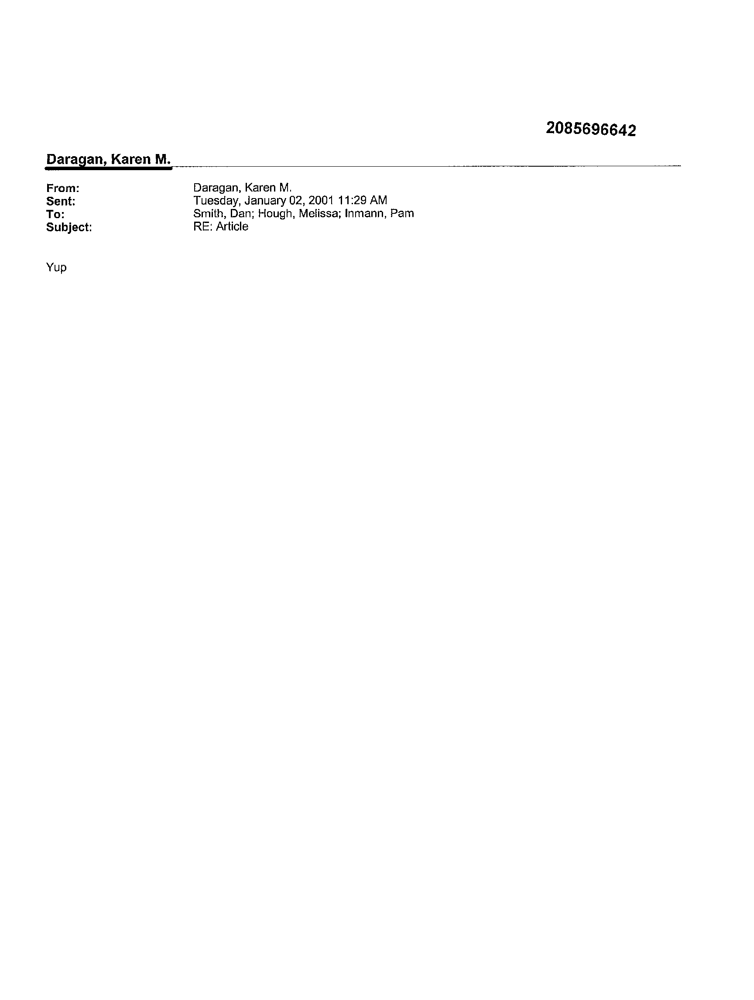 2085696642
Daragan, Karen M.
From: Daragan, Karen M.
Sent: Tuesday, January 02, 2001 11:29 AM
To: Smith, Dan; Hough, Melissa; Inmann, Pam
Subject: RE: Article
Yup